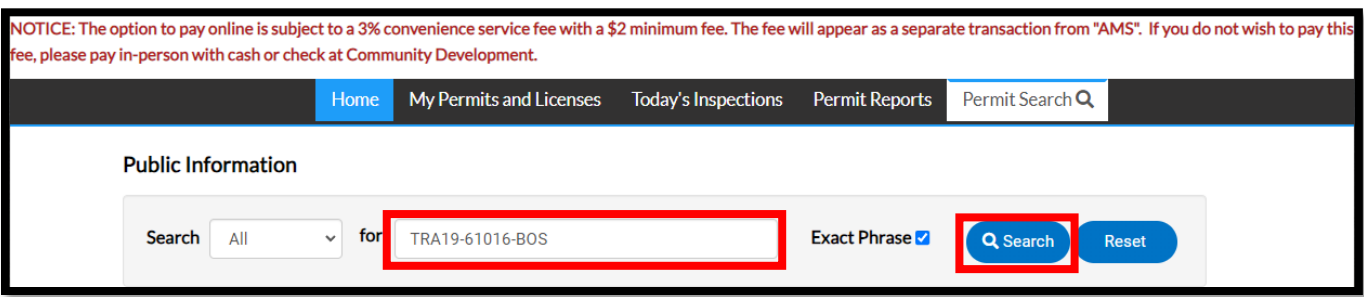 NOTICE: The option to pay online is subject to a 3% convenience service fee with a $2 minimum fee. The fee will appear as a separate transaction from "AMS".  If you do not wish to pay this
fee, please pay in-person with cash or check at Community Development.
Home My Permits and Licenses Today's Inspections Permit Reports Permit Search
Public Information
Search All for TRA19-61016-BOS Exact Phrase Search Reset